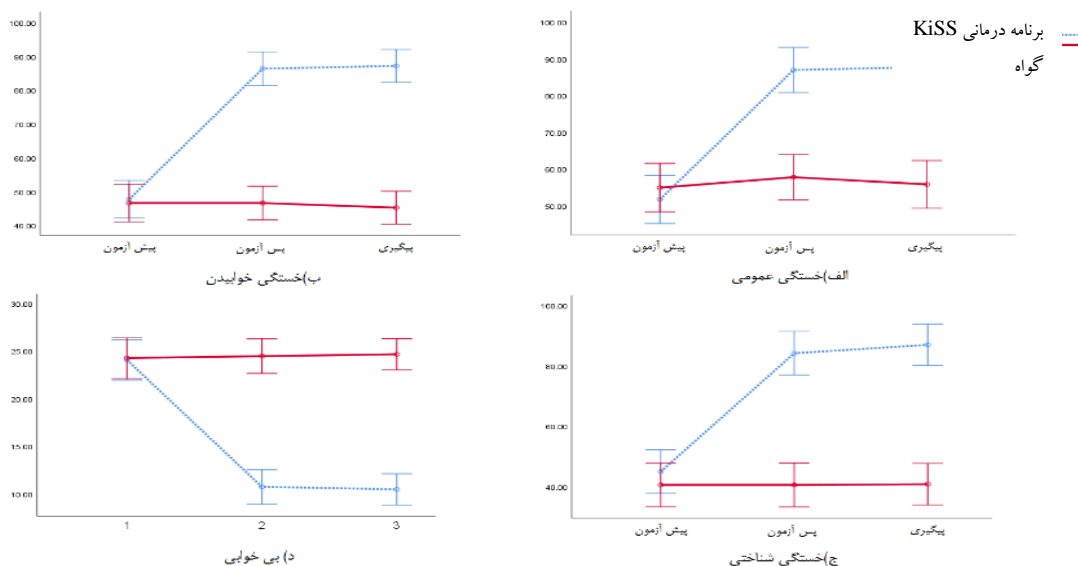 برنامه درمانی KiSS
گواه
100.00
90.00
80.00
70.00
60.00
50.00
پیش آزمون
پس آزمون
پیگیری
الف)خستگی عمومی
100.00
90.00
80.00
70.00
60.00
50.00
40.00
پیش آزمون
پس آزمون
پیگیری
ب)خستگی خوابیدن
100.00
80.00
60.00
40.00
پیش آزمون
پس آزمون
پیگیری
ج)خستگی شناختی
30.00
25.00
20.00
15.00
10.00
1
2
3
د) بی خوابی